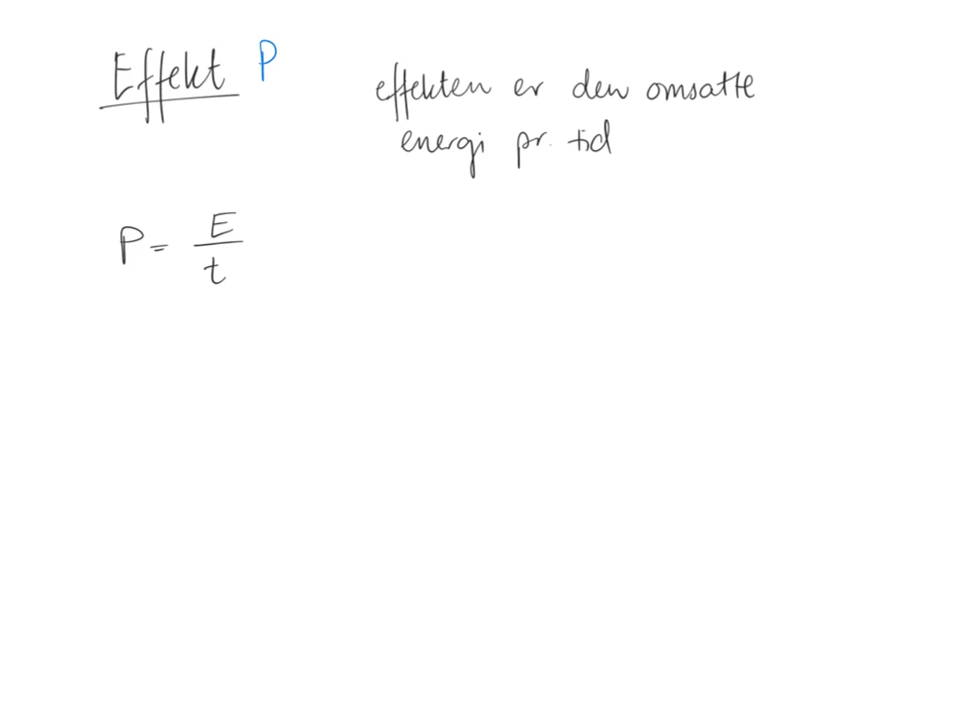 Effekt P
effekten er den omsatte
energi pr. tid
P = E / t